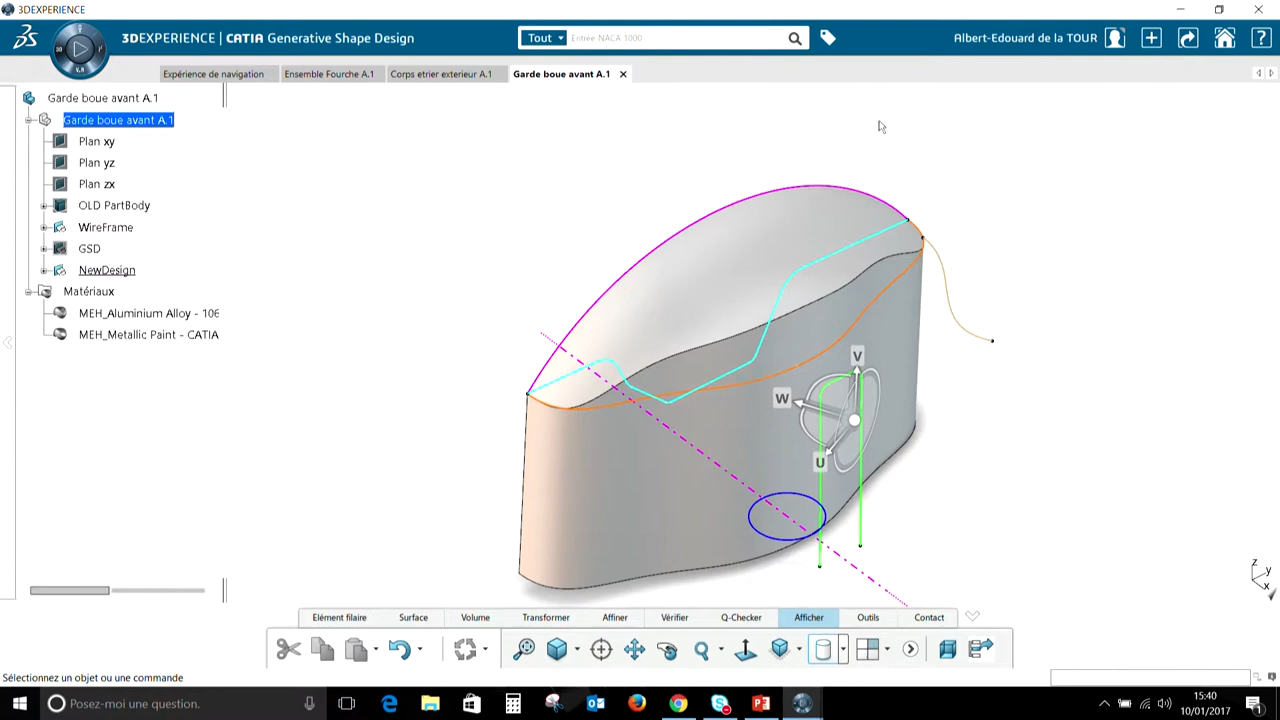 3DEXPERIENCE
3DEXPERIENCE | CATIA Generative Shape Design
Tout
Entrée NACA 1000
Albert-Edouard de la TOUR
Expérience de navigation
Ensemble Fourche A.1
Corps etrier exterieur A.1
Garde boue avant A.1
Garde boue avant A.1
Garde boue avant A.1
Plan xy
Plan yz
Plan zx
OLD PartBody
WireFrame
GSD
NewDesign
Matériaux
MEH_Aluminium Alloy - 106
MEH_Metallic Paint - CATIA
V
W
U
z
y
x
Elément filaire
Surface
Volume
Transformer
Affiner
Vérifier
Q-Checker
Afficher
Outils
Contact
Sélectionnez un objet ou une commande
Posez-moi une question.
15:40
10/01/2017